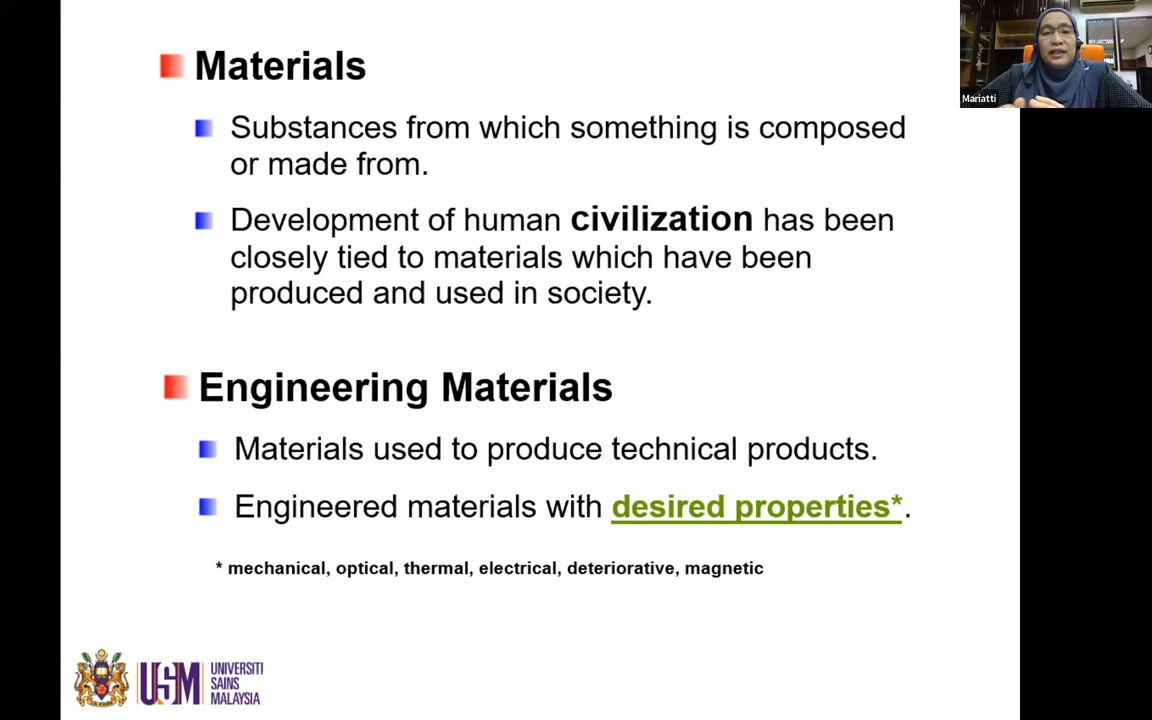 Materials
Substances from which something is composed
or made from.
Development of human civilization has been
closely tied to materials which have been
produced and used in society.
Engineering Materials
Materials used to produce technical products.
Engineered materials with desired properties*.
* mechanical, optical, thermal, electrical, deteriorative, magnetic
USM
UNIVERSITI
SAINS
MALAYSIA
Mariatti